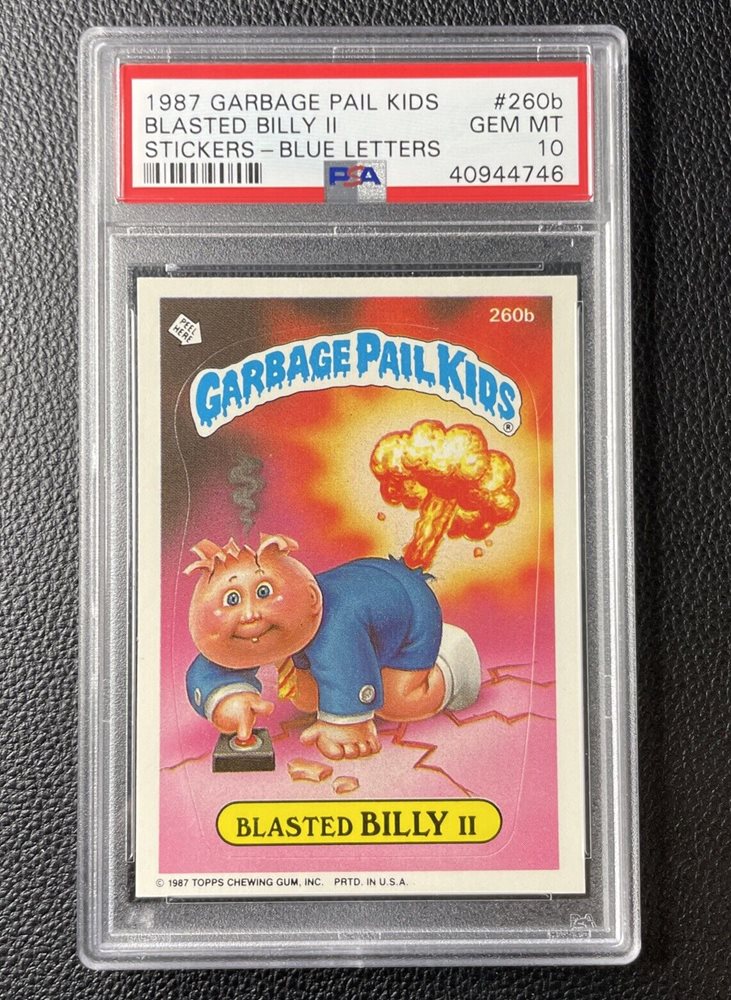 1987 GARBAGE PAIL KIDS #260b
BLASTED BILLY II GEM MT
STICKERS – BLUE LETTERS 10
PSA 40944746
260b
PEEL
HERE
GARBAGE PAIL KIDS
®
BLASTED BILLY II
© 1987 TOPPS CHEWING GUM, INC. PRTD. IN U.S.A.